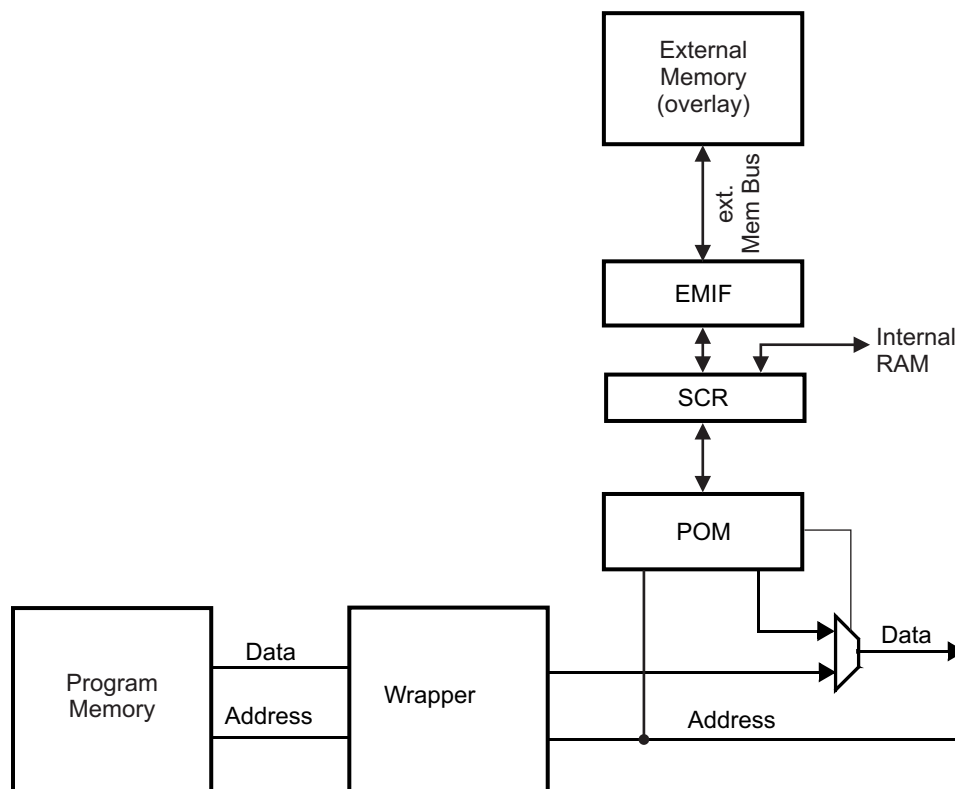 External
Memory
(overlay)
ext.
Mem Bus
EMIF
Internal
RAM
SCR
POM
Data
Data
Program
Memory
Wrapper
Address
Address